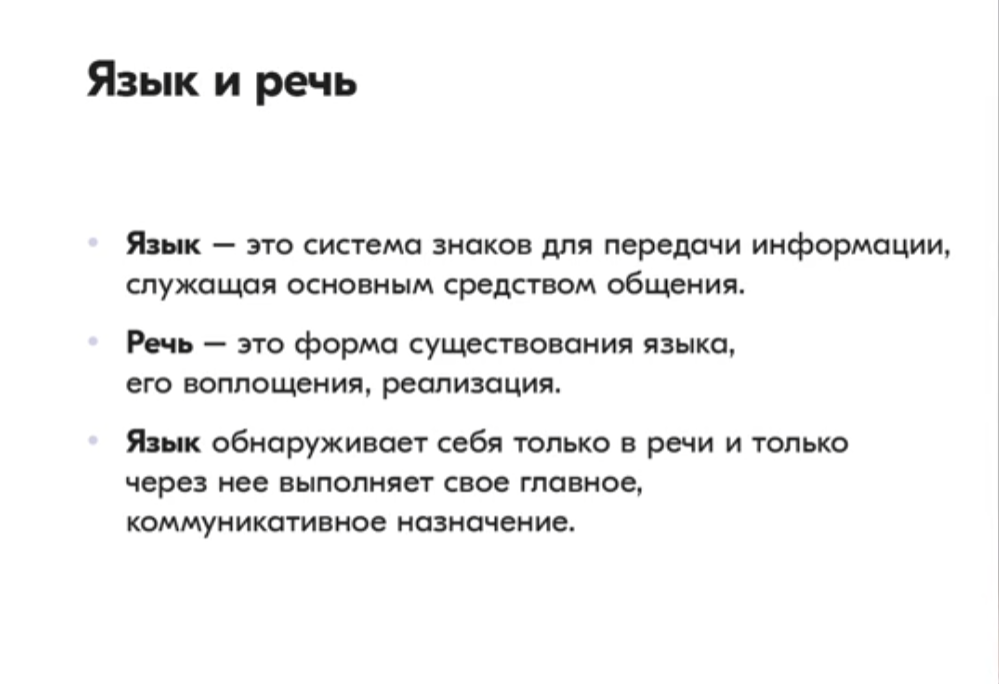 Язык и речь
• Язык — это система знаков для передачи информации,
служащая основным средством общения.
• Речь — это форма существования языка,
его воплощения, реализация.
• Язык обнаруживает себя только в речи и только
через нее выполняет свое главное,
коммуникативное назначение.